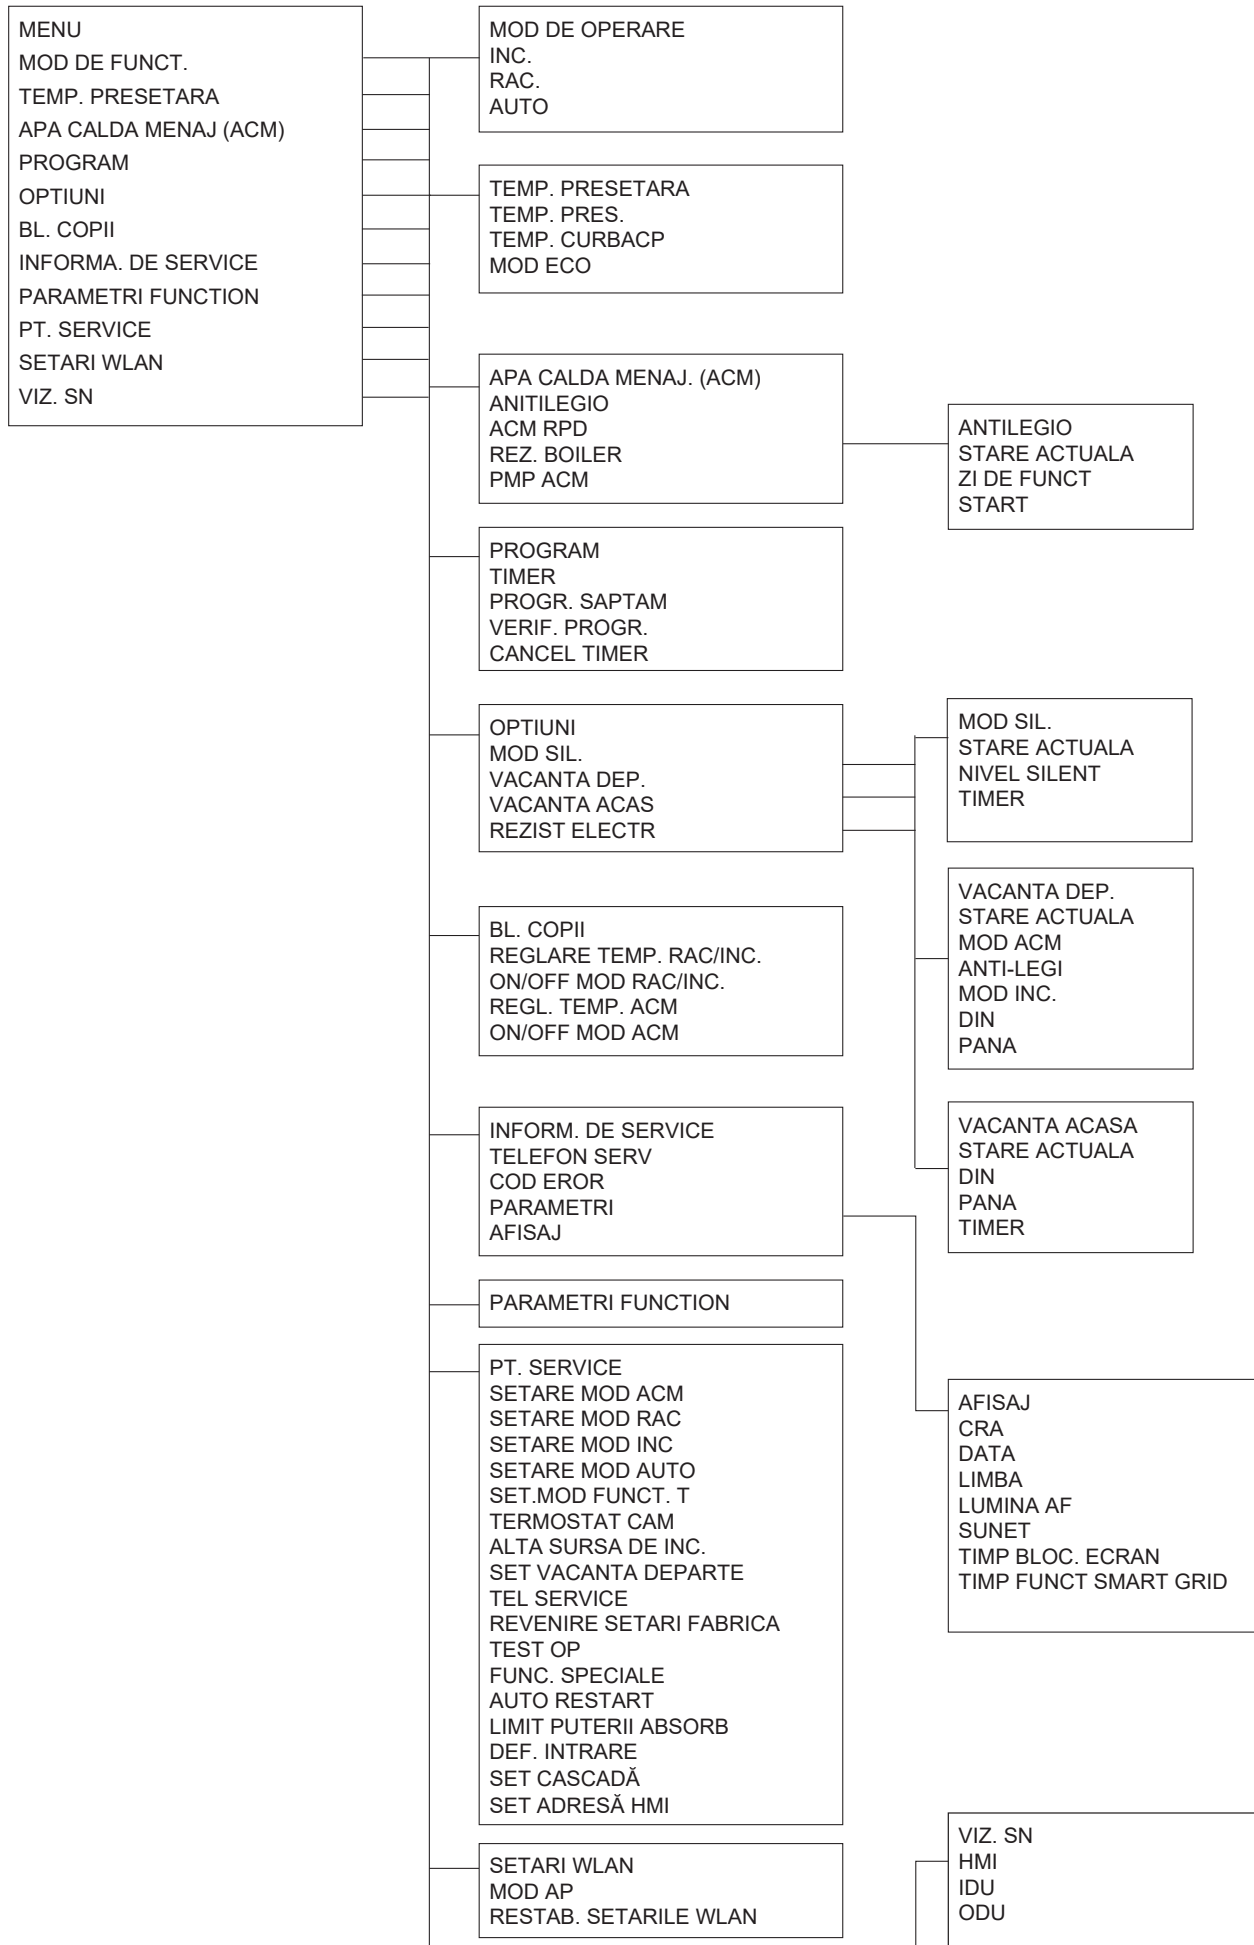 MENU
MOD DE FUNCT.
TEMP. PRESETARA
APA CALDA MENAJ (ACM)
PROGRAM
OPTIUNI
BL. COPII
INFORMA. DE SERVICE
PARAMETRI FUNCTION
PT. SERVICE
SETARI WLAN
VIZ. SN
MOD DE OPERARE
INC.
RAC.
AUTO
TEMP. PRESETARA
TEMP. PRES.
TEMP. CURBACP
MOD ECO
APA CALDA MENAJ. (ACM)
ANITILEGIO
ACM RPD
REZ. BOILER
PMP ACM
ANTILEGIO
STARE ACTUALA
ZI DE FUNCT
START
PROGRAM
TIMER
PROGR. SAPTAM
VERIF. PROGR.
CANCEL TIMER
OPTIUNI
MOD SIL.
VACANTA DEP.
VACANTA ACAS
REZIST ELECTR
MOD SIL.
STARE ACTUALA
NIVEL SILENT
TIMER
VACANTA DEP.
STARE ACTUALA
MOD ACM
ANTI-LEGI
MOD INC.
DIN
PANA
VACANTA ACASA
STARE ACTUALA
DIN
PANA
TIMER
BL. COPII
REGLARE TEMP. RAC/INC.
ON/OFF MOD RAC/INC.
REGL. TEMP. ACM
ON/OFF MOD ACM
INFORM. DE SERVICE
TELEFON SERV
COD EROR
PARAMETRI
AFISAJ
PARAMETRI FUNCTION
PT. SERVICE
SETARE MOD ACM
SETARE MOD RAC
SETARE MOD INC
SETARE MOD AUTO
SET.MOD FUNCT. T
TERMOSTAT CAM
ALTA SURSA DE INC.
SET VACANTA DEPARTE
TEL SERVICE
REVENIRE SETARI FABRICA
TEST OP
FUNC. SPECIALE
AUTO RESTART
LIMIT PUTERII ABSORB
DEF. INTRARE
SET CASCADĂ
SET ADRESĂ HMI
AFISAJ
CRA
DATA
LIMBA
LUMINA AF
SUNET
TIMP BLOC. ECRAN
TIMP FUNCT SMART GRID
SETARI WLAN
MOD AP
RESTAB. SETARILE WLAN
VIZ. SN
HMI
IDU
ODU